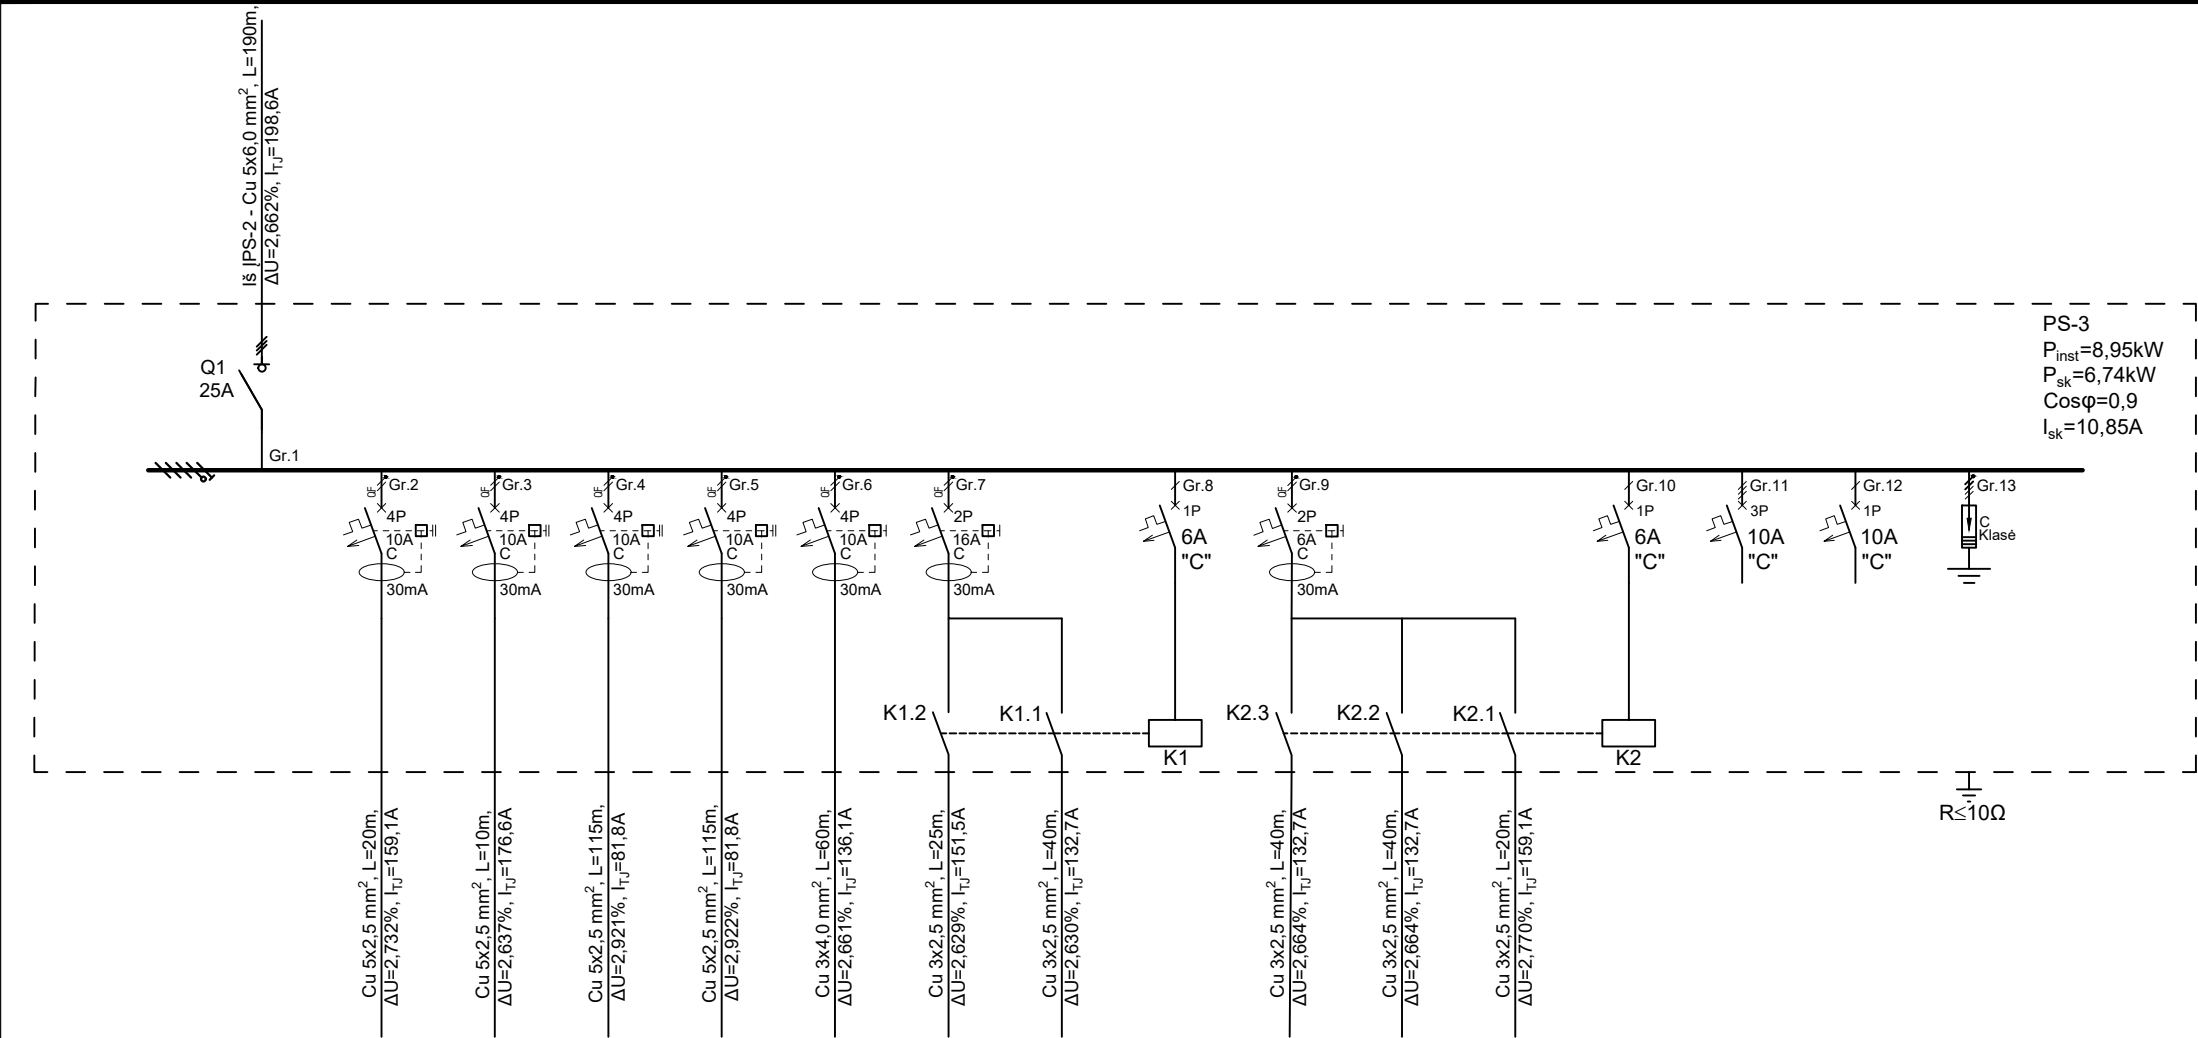 Iš ĮPS-2 - Cu 5x6,0 mm², L=190m,
ΔU=2,662%, I_TJ=198,6A
PS-3
P_inst=8,95kW
P_sk=6,74kW
Cosφ=0,9
I_sk=10,85A
Q1
25A
Gr.1
QF Gr.2
4P
10A
C
30mA
QF Gr.3
4P
10A
C
30mA
QF Gr.4
4P
10A
C
30mA
QF Gr.5
4P
10A
C
30mA
QF Gr.6
4P
10A
C
30mA
QF Gr.7
2P
16A
C
30mA
Gr.8
1P
6A
"C"
QF Gr.9
2P
6A
C
30mA
Gr.10
1P
6A
"C"
Gr.11
3P
10A
"C"
Gr.12
1P
10A
"C"
Gr.13
C
Klasė
K1.2
K1.1
K1
K2.3
K2.2
K2.1
K2
R≤10Ω
Cu 5x2,5 mm², L=20m,
ΔU=2,732%, I_TJ=159,1A
Cu 5x2,5 mm², L=10m,
ΔU=2,637%, I_TJ=176,6A
Cu 5x2,5 mm², L=115m,
ΔU=2,921%, I_TJ=81,8A
Cu 5x2,5 mm², L=115m,
ΔU=2,922%, I_TJ=81,8A
Cu 3x4,0 mm², L=60m,
ΔU=2,661%, I_TJ=136,1A
Cu 3x2,5 mm², L=25m,
ΔU=2,629%, I_TJ=151,5A
Cu 3x2,5 mm², L=40m,
ΔU=2,630%, I_TJ=132,7A
Cu 3x2,5 mm², L=40m,
ΔU=2,664%, I_TJ=132,7A
Cu 3x2,5 mm², L=40m,
ΔU=2,664%, I_TJ=132,7A
Cu 3x2,5 mm², L=20m,
ΔU=2,770%, I_TJ=159,1A